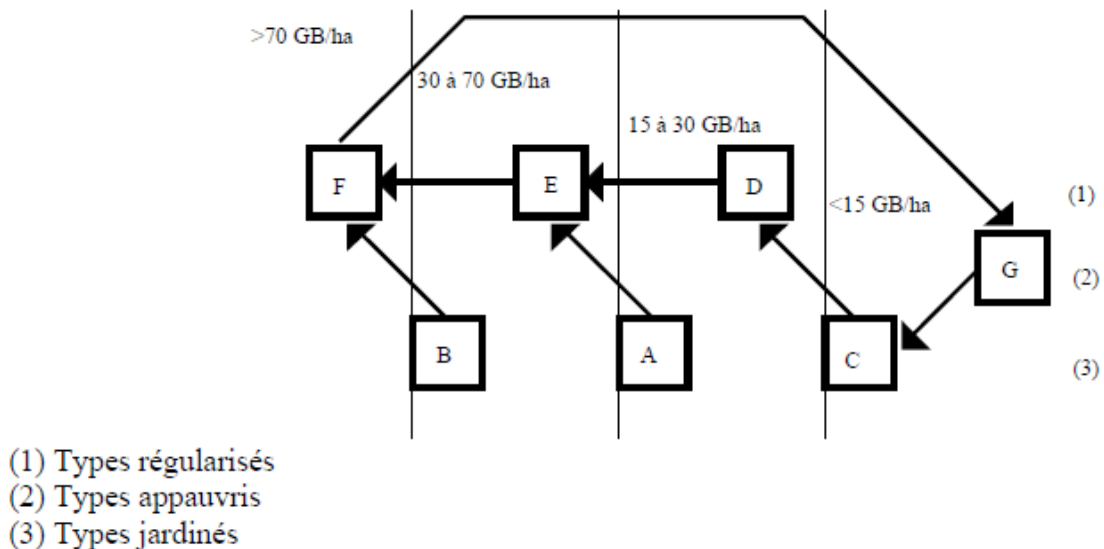 >70 GB/ha
30 à 70 GB/ha
15 à 30 GB/ha
F
E
D
<15 GB/ha
(1)
G
(2)
B
A
C
(3)
(1) Types régularisés
(2) Types appauvris
(3) Types jardinés